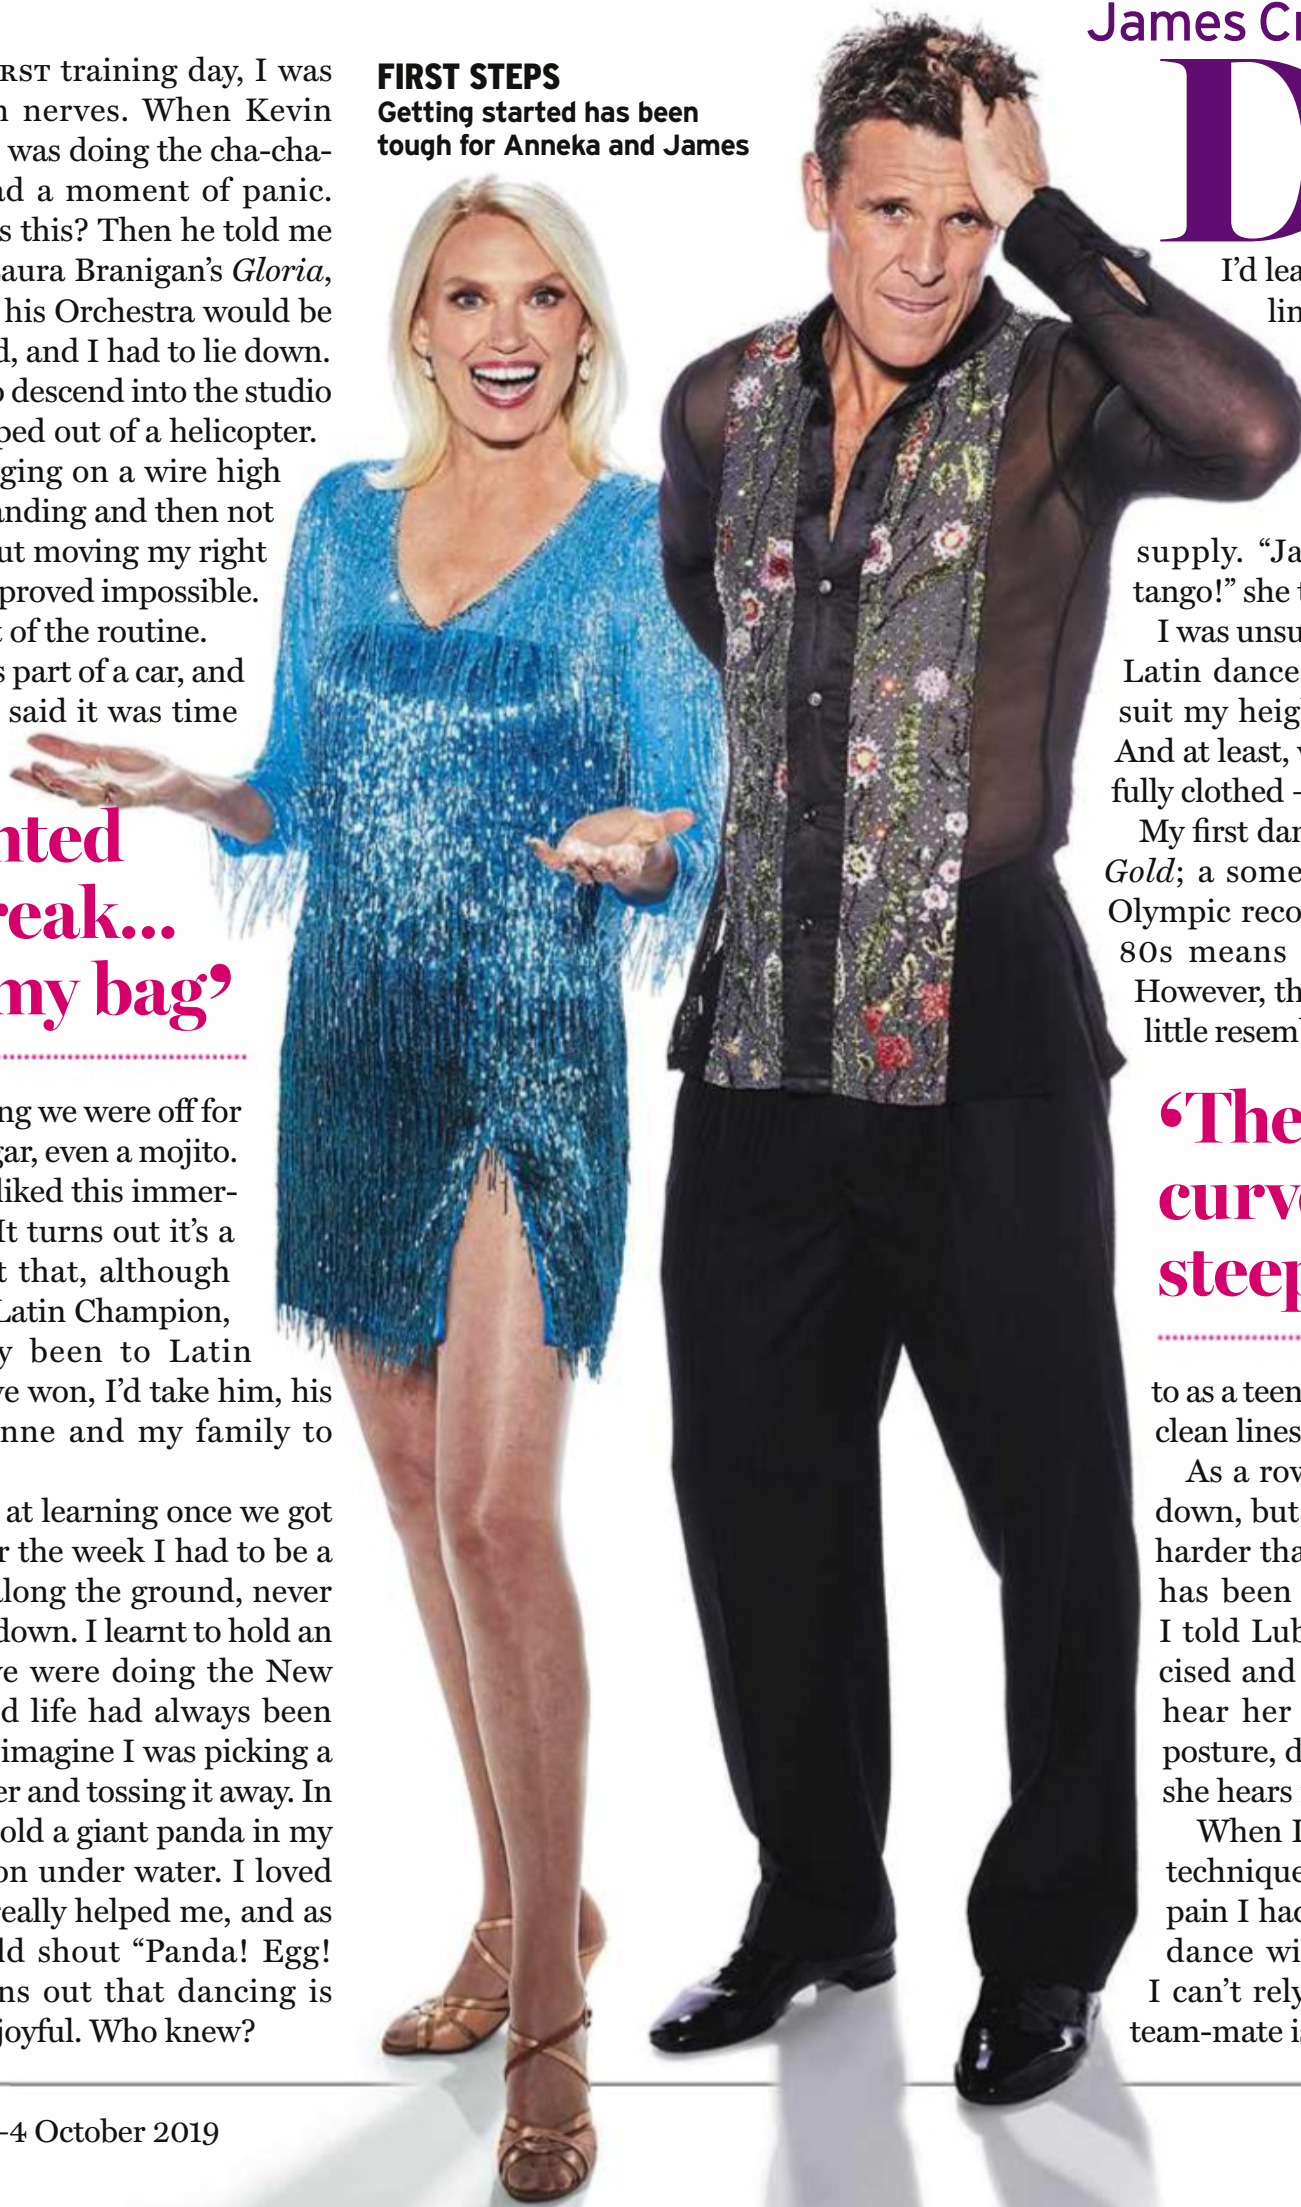 RST training day, I was
nerves. When Kevin
was doing the cha-cha-
ad a moment of panic.
s this? Then he told me
Laura Branigan's Gloria,
his Orchestra would be
d, and I had to lie down.
descend into the studio
ped out of a helicopter.
ging on a wire high
anding and then not
ut moving my right
proved impossible.
of the routine.
s part of a car, and
said it was time
nted
reak...
my bag’
ng we were off for
gar, even a mojito.
liked this immer-
It turns out it's a
t that, although
Latin Champion,
y been to Latin
ve won, I'd take him, his
nne and my family to
at learning once we got
r the week I had to be a
along the ground, never
down. I learnt to hold an
ve were doing the New
d life had always been
imagine I was picking a
er and tossing it away. In
old a giant panda in my
on under water. I loved
really helped me, and as
ld shout “Panda! Egg!
ns out that dancing is
joyful. Who knew?
-4 October 2019
FIRST STEPS
Getting started has been
tough for Anneka and James
James Cr
D
I'd lea
lin
supply. “Ja
tango!” she t
I was unsu
Latin dance
suit my heig
And at least, v
fully clothed –
My first dan
Gold; a some
Olympic reco
80s means
However, th
little resem
‘The
curve
steep
to as a teen
clean lines
As a rov
down, but
harder tha
has been
I told Lub
cised and
hear her
posture, d
she hears
When I
technique
pain I had
dance wi
I can't rely
team-mate is